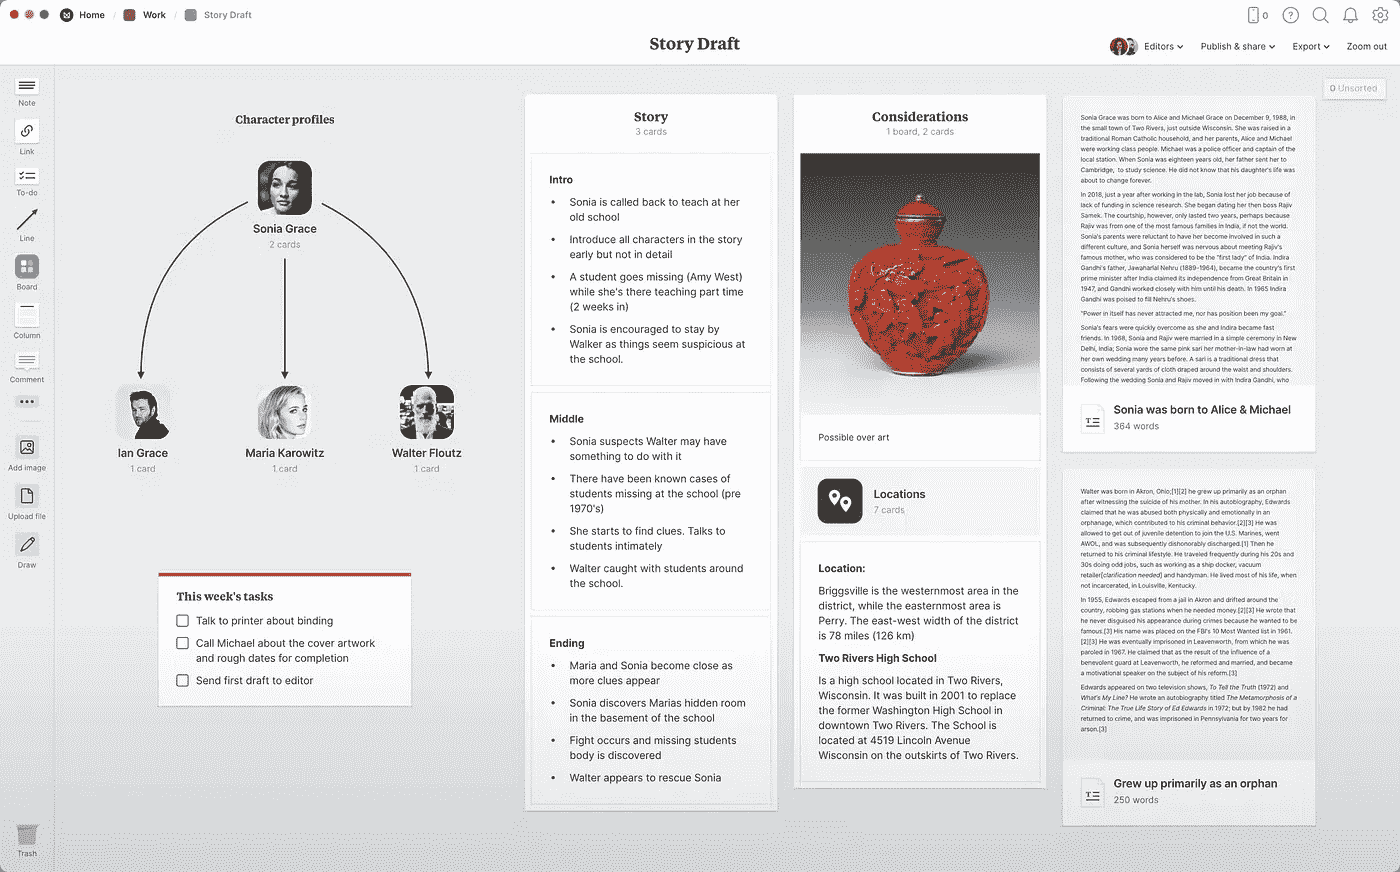 Home / Work / Story Draft
0
Story Draft
Editors
Publish & share
Export
Zoom out
Note
Link
To-do
Line
Board
Column
Comment
Add image
Upload file
Draw
Trash
0 Unsorted
Character profiles
Sonia Grace
2 cards
Ian Grace
1 card
Maria Karowitz
1 card
Walter Floutz
1 card
This week's tasks
Talk to printer about binding
Call Michael about the cover artwork
and rough dates for completion
Send first draft to editor
Story
3 cards
Intro
• Sonia is called back to teach at her
old school
• Introduce all characters in the story
early but not in detail
• A student goes missing (Amy West)
while she's there teaching part time
(2 weeks in)
• Sonia is encouraged to stay by
Walker as things seem suspicious at
the school.
Middle
• Sonia suspects Walter may have
something to do with it
• There have been known cases of
students missing at the school (pre
1970's)
• She starts to find clues. Talks to
students intimately
• Walter caught with students around
the school.
Ending
• Maria and Sonia become close as
more clues appear
• Sonia discovers Marias hidden room
in the basement of the school
• Fight occurs and missing students
body is discovered
• Walter appears to rescue Sonia
Considerations
1 board, 2 cards
Possible over art
Locations
7 cards
Location:
Briggsville is the westernmost area in the
district, while the easternmost area is
Perry. The east-west width of the district
is 78 miles (126 km)
Two Rivers High School
Is a high school located in Two Rivers,
Wisconsin. It was built in 2001 to replace
the former Washington High School in
downtown Two Rivers. The School is
located at 4519 Lincoln Avenue
Wisconsin on the outskirts of Two Rivers.
Sonia Grace was born to Alice and Michael Grace on December 9, 1988, in
the small town of Two Rivers, just outside Wisconsin. She was raised in a
traditional Roman Catholic household, and her parents, Alice and Michael
were working class people. Michael was a police officer and captain of the
local station. When Sonia was eighteen years old, her father sent her to
Cambridge, to study science. He did not know that his daughter's life was
about to change forever.
In 2018, just a year after working in the lab, Sonia lost her job because of
lack of funding in science research. She began dating her then boss Rajiv
Samek. The courtship, however, only lasted two years, perhaps because
Rajiv was from one of the most famous families in India, if not the world.
Sonia's parents were reluctant to have her become involved in such a
different culture, and Sonia herself was nervous about meeting Rajiv's
famous mother, who was considered to be the "first lady" of India. Indira
Gandhi's father, Jawaharlal Nehru (1889–1964), became the country's first
prime minister after India claimed its independence from Great Britain in
1947, and Gandhi worked closely with him until his death. In 1965 Indira
Gandhi was poised to fill Nehru's shoes.
"Power in itself has never attracted me, nor has position been my goal."
Sonia's fears were quickly overcome as she and Indira became fast
friends. In 1968, Sonia and Rajiv were married in a simple ceremony in New
Delhi, India; Sonia wore the same pink sari her mother-in-law had worn at
her own wedding many years before. A sari is a traditional dress that
consists of several yards of cloth draped around the waist and shoulders.
Following the wedding Sonia and Rajiv moved in with Indira Gandhi, who
Sonia was born to Alice & Michael
364 words
Walter was born in Akron, Ohio;[1][2] he grew up primarily as an orphan
after witnessing the suicide of his mother. In his autobiography, Edwards
claimed that he was abused both physically and emotionally in an
orphanage, which contributed to his criminal behavior.[2][3] He was
allowed to get out of juvenile detention to join the U.S. Marines, went
AWOL, and was subsequently dishonorably discharged.[1] Then he
returned to his criminal lifestyle. He traveled frequently during his 20s and
30s doing odd jobs, such as working as a ship docker, vacuum
retailer[clarification needed] and handyman. He lived most of his life, when
not incarcerated, in Louisville, Kentucky.
In 1955, Edwards escaped from a jail in Akron and drifted around the
country, robbing gas stations when he needed money.[2][3] He wrote that
he never disguised his appearance during crimes because he wanted to be
famous.[3] His name was placed on the FBI's 10 Most Wanted list in 1961.
[2][3] He was eventually imprisoned in Leavenworth, from which he was
paroled in 1967. He claimed that as the result of the influence of a
benevolent guard at Leavenworth, he reformed and married, and became
a motivational speaker on the subject of his reform.[3]
Edwards appeared on two television shows, To Tell the Truth (1972) and
What's My Line? He wrote an autobiography titled The Metamorphosis of a
Criminal: The True Life Story of Ed Edwards in 1972; but by 1982 he had
returned to crime, and was imprisoned in Pennsylvania for two years for
arson.[3]
Grew up primarily as an orphan
250 words